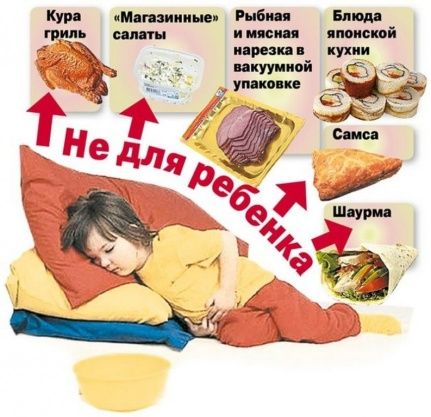 Кура
гриль
«Магазинные»
салаты
Рыбная
и мясная
нарезка в
вакуумной
упаковке
Блюда
японской
кухни
Самса
Шаурма
Не для ребенка